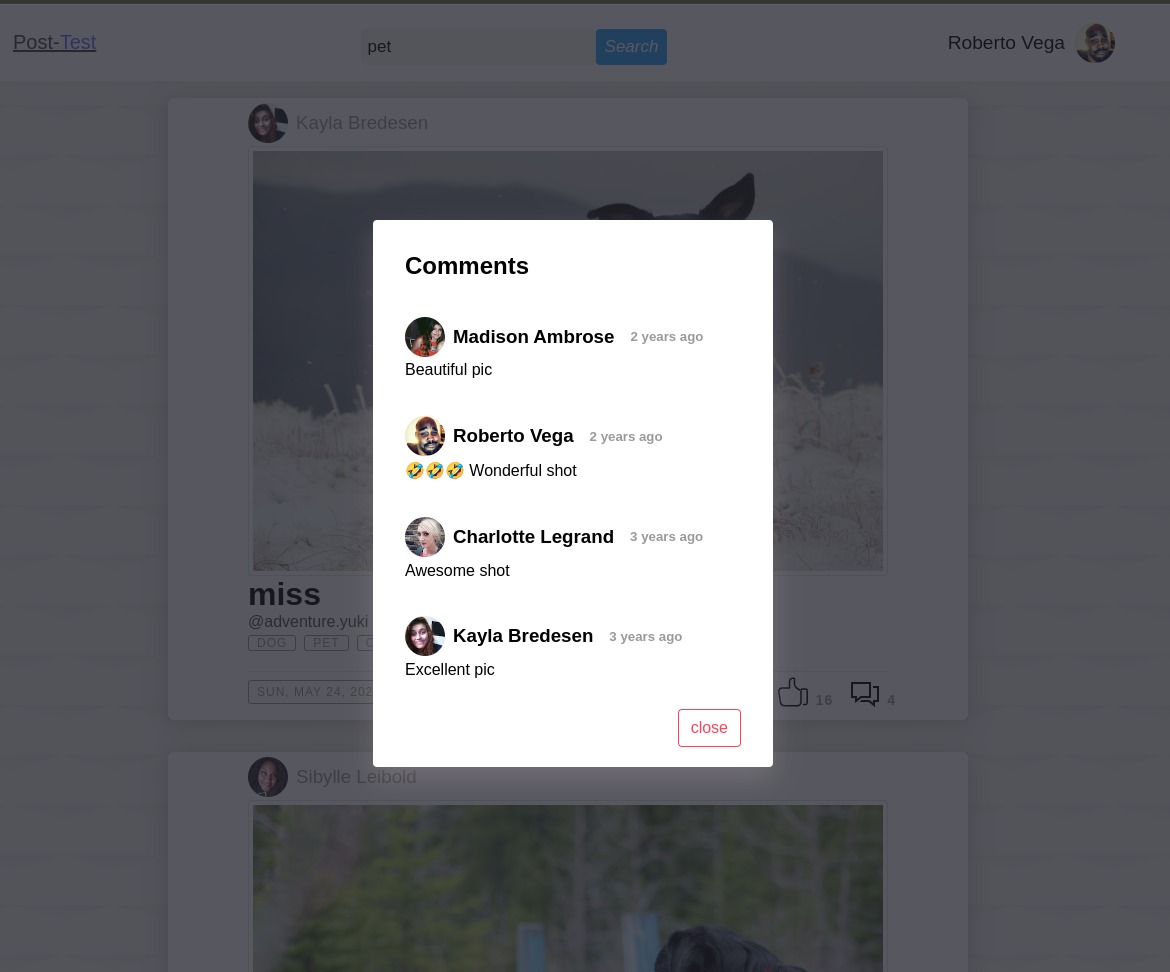 Post-Test
pet
Search
Roberto Vega
Kayla Bredesen
Comments
Madison Ambrose 2 years ago
Beautiful pic
Roberto Vega 2 years ago
🤣🤣🤣 Wonderful shot
Charlotte Legrand 3 years ago
Awesome shot
Kayla Bredesen 3 years ago
Excellent pic
close
miss
@adventure.yuki
DOG PET
SUN, MAY 24, 202
16
4
Sibylle Leibold